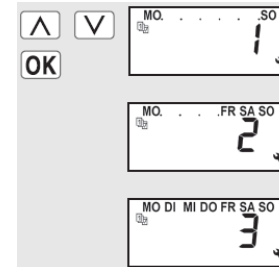 MO. . . . . .SO
1
OK
MO. . . .FR SA SO
2
MO DI MI DO FR SA SO
3